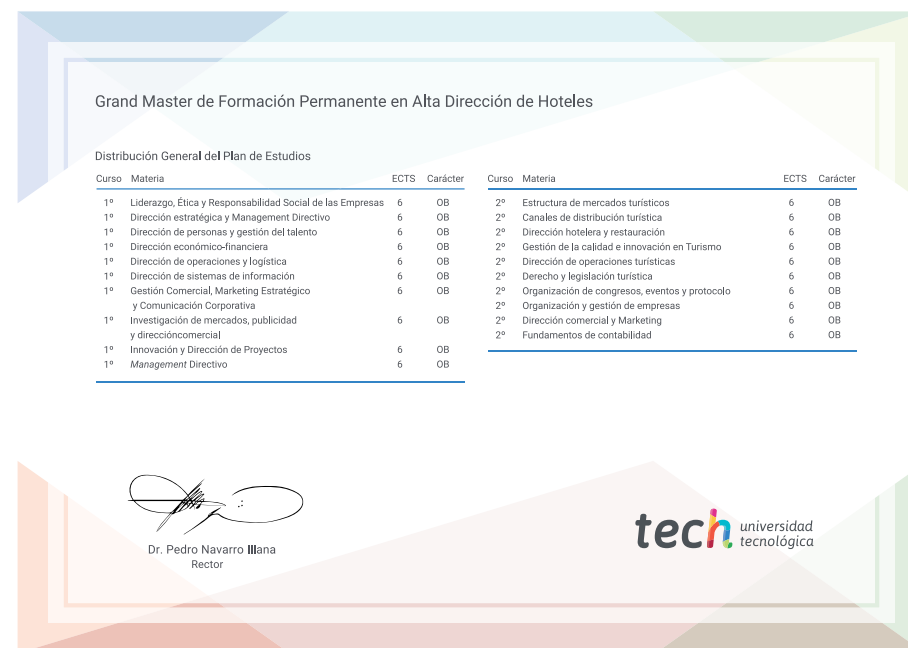 Grand Master de Formación Permanente en Alta Dirección de Hoteles
Distribución General del Plan de Estudios
Curso Materia ECTS Carácter
1º Liderazgo, Ética y Responsabilidad Social de las Empresas 6 OB
1º Dirección estratégica y Management Directivo 6 OB
1º Dirección de personas y gestión del talento 6 OB
1º Dirección económico-financiera 6 OB
1º Dirección de operaciones y logística 6 OB
1º Dirección de sistemas de información 6 OB
1º Gestión Comercial, Marketing Estratégico 6 OB
y Comunicación Corporativa
1º Investigación de mercados, publicidad 6 OB
y direccióncomercial
1º Innovación y Dirección de Proyectos 6 OB
1º Management Directivo 6 OB
Curso Materia ECTS Carácter
2º Estructura de mercados turísticos 6 OB
2º Canales de distribución turística 6 OB
2º Dirección hotelera y restauración 6 OB
2º Gestión de la calidad e innovación en Turismo 6 OB
2º Dirección de operaciones turísticas 6 OB
2º Derecho y legislación turística 6 OB
2º Organización de congresos, eventos y protocolo 6 OB
2º Organización y gestión de empresas 6 OB
2º Dirección comercial y Marketing 6 OB
2º Fundamentos de contabilidad 6 OB
Dr. Pedro Navarro Illana
Rector
tech universidad
tecnológica